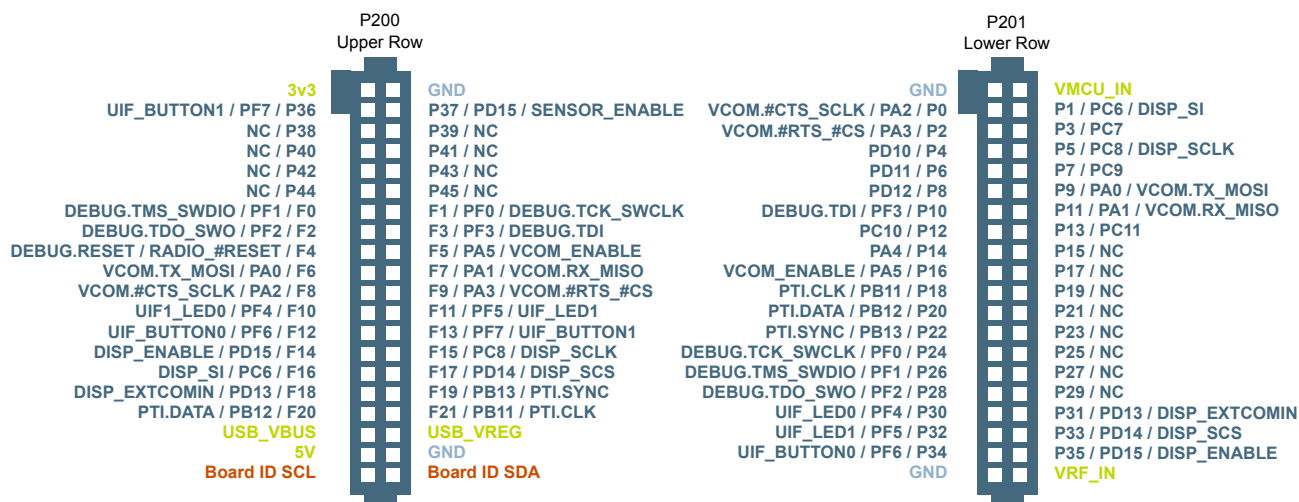 P200
Upper Row
3v3
GND
UIF_BUTTON1 / PF7 / P36
P37 / PD15 / SENSOR_ENABLE
NC / P38
P39 / NC
NC / P40
P41 / NC
NC / P42
P43 / NC
NC / P44
P45 / NC
DEBUG.TMS_SWDIO / PF1 / F0
F1 / PF0 / DEBUG.TCK_SWCLK
DEBUG.TDO_SWO / PF2 / F2
F3 / PF3 / DEBUG.TDI
DEBUG.RESET / RADIO_#RESET / F4
F5 / PA5 / VCOM_ENABLE
VCOM.TX_MOSI / PA0 / F6
F7 / PA1 / VCOM.RX_MISO
VCOM.#CTS_SCLK / PA2 / F8
F9 / PA3 / VCOM.#RTS_#CS
UIF1_LED0 / PF4 / F10
F11 / PF5 / UIF_LED1
UIF_BUTTON0 / PF6 / F12
F13 / PF7 / UIF_BUTTON1
DISP_ENABLE / PD15 / F14
F15 / PC8 / DISP_SCLK
DISP_SI / PC6 / F16
F17 / PD14 / DISP_SCS
DISP_EXTCOMIN / PD13 / F18
F19 / PB13 / PTI.SYNC
PTI.DATA / PB12 / F20
F21 / PB11 / PTI.CLK
USB_VBUS
USB_VREG
5V
GND
Board ID SCL
Board ID SDA
P201
Lower Row
GND
VMCU_IN
VCOM.#CTS_SCLK / PA2 / P0
P1 / PC6 / DISP_SI
VCOM.#RTS_#CS / PA3 / P2
P3 / PC7
PD10 / P4
P5 / PC8 / DISP_SCLK
PD11 / P6
P7 / PC9
PD12 / P8
P9 / PA0 / VCOM.TX_MOSI
DEBUG.TDI / PF3 / P10
P11 / PA1 / VCOM.RX_MISO
PC10 / P12
P13 / PC11
PA4 / P14
P15 / NC
VCOM_ENABLE / PA5 / P16
P17 / NC
PTI.CLK / PB11 / P18
P19 / NC
PTI.DATA / PB12 / P20
P21 / NC
PTI.SYNC / PB13 / P22
P23 / NC
DEBUG.TCK_SWCLK / PF0 / P24
P25 / NC
DEBUG.TMS_SWDIO / PF1 / P26
P27 / NC
DEBUG.TDO_SWO / PF2 / P28
P29 / NC
UIF_LED0 / PF4 / P30
P31 / PD13 / DISP_EXTCOMIN
UIF_LED1 / PF5 / P32
P33 / PD14 / DISP_SCS
UIF_BUTTON0 / PF6 / P34
P35 / PD15 / DISP_ENABLE
GND
VRF_IN